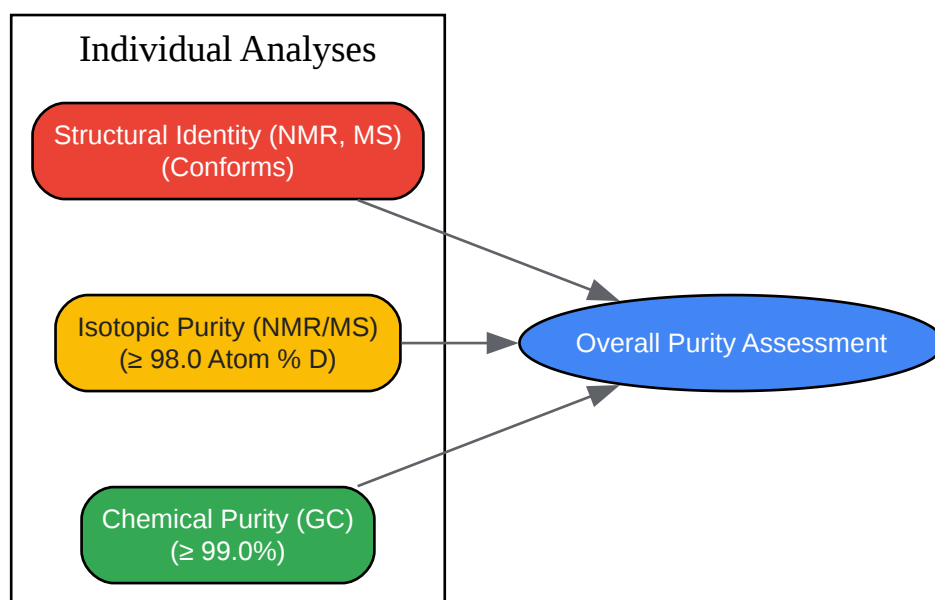 Individual Analyses
Structural Identity (NMR, MS)
(Conforms)
Isotopic Purity (NMR/MS)
(≥ 98.0 Atom % D)
Overall Purity Assessment
Chemical Purity (GC)
(≥ 99.0%)